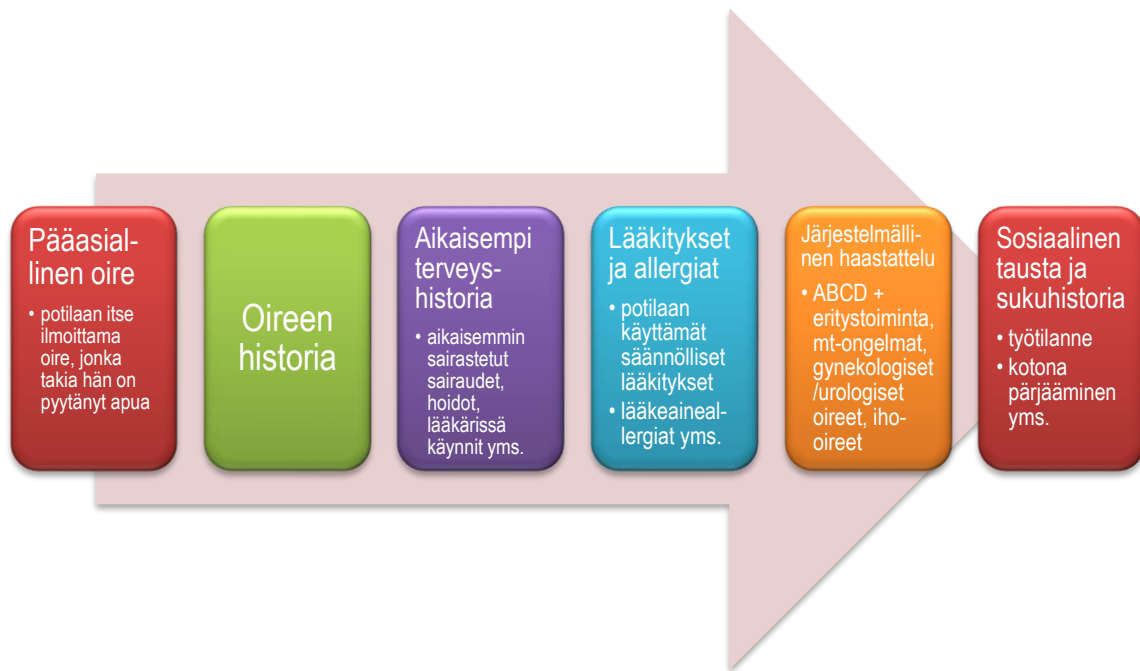 Pääasial-
linen oire
• potilaan itse
ilmoittama
oire, jonka
takia hän on
pyytänyt apua
Oireen
historia
Aikaisempi
terveys-
historia
• aikaisemmin
sairastetut
sairaudet,
hoidot,
lääkärissä
käynnit yms.
Lääkitykset
ja allergiat
• potilaan
käyttämät
säännölliset
lääkitykset
• lääkeaineal-
lergiat yms.
Järjestelmälli-
nen haastattelu
• ABCD +
eritystoiminta,
mt-ongelmat,
gynekologiset
/urologiset
oireet, iho-
oireet
Sosiaalinen
tausta ja
sukuhistoria
• työtilanne
• kotona
pärjääminen
yms.